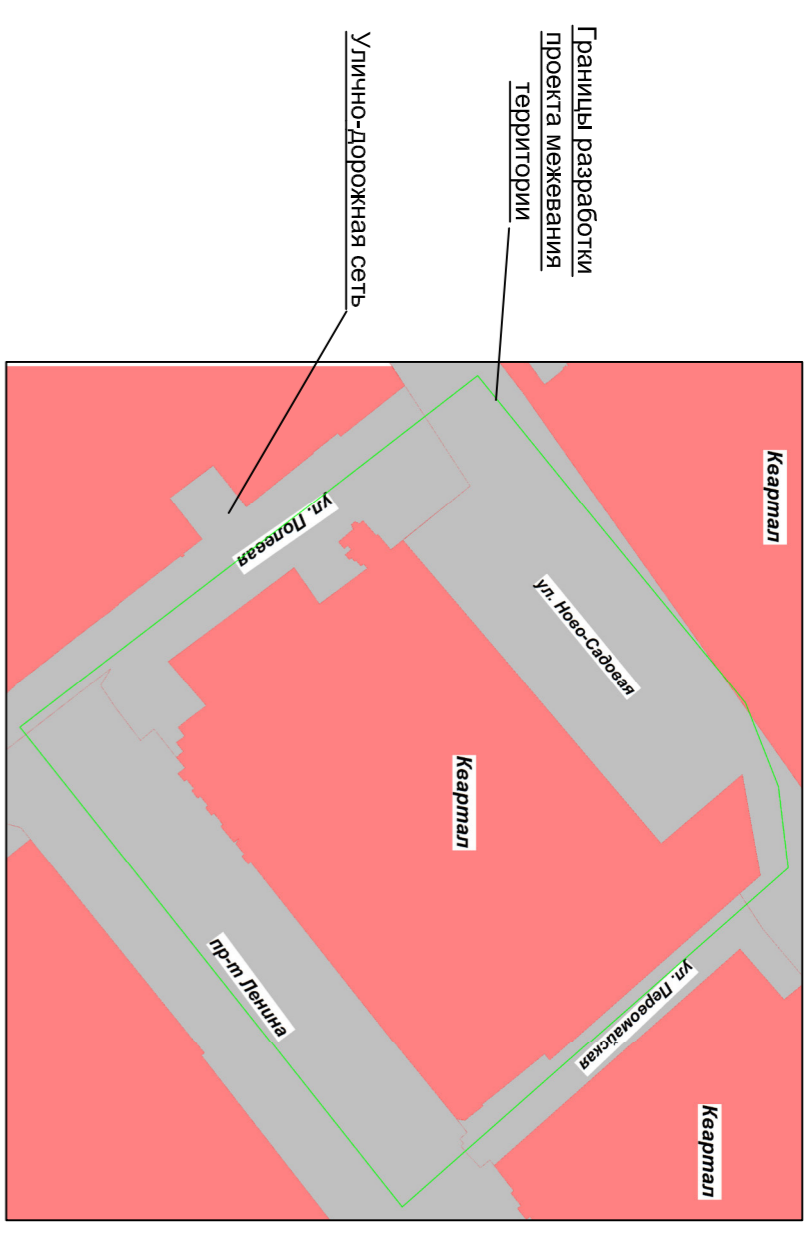 Границы разработки
проекта межевания
территории
Улично-дорожная сеть
Квартал
ул. Ново-Садовая
ул. Полевая
Квартал
ул. Первомайская
пр-т Ленина
Квартал